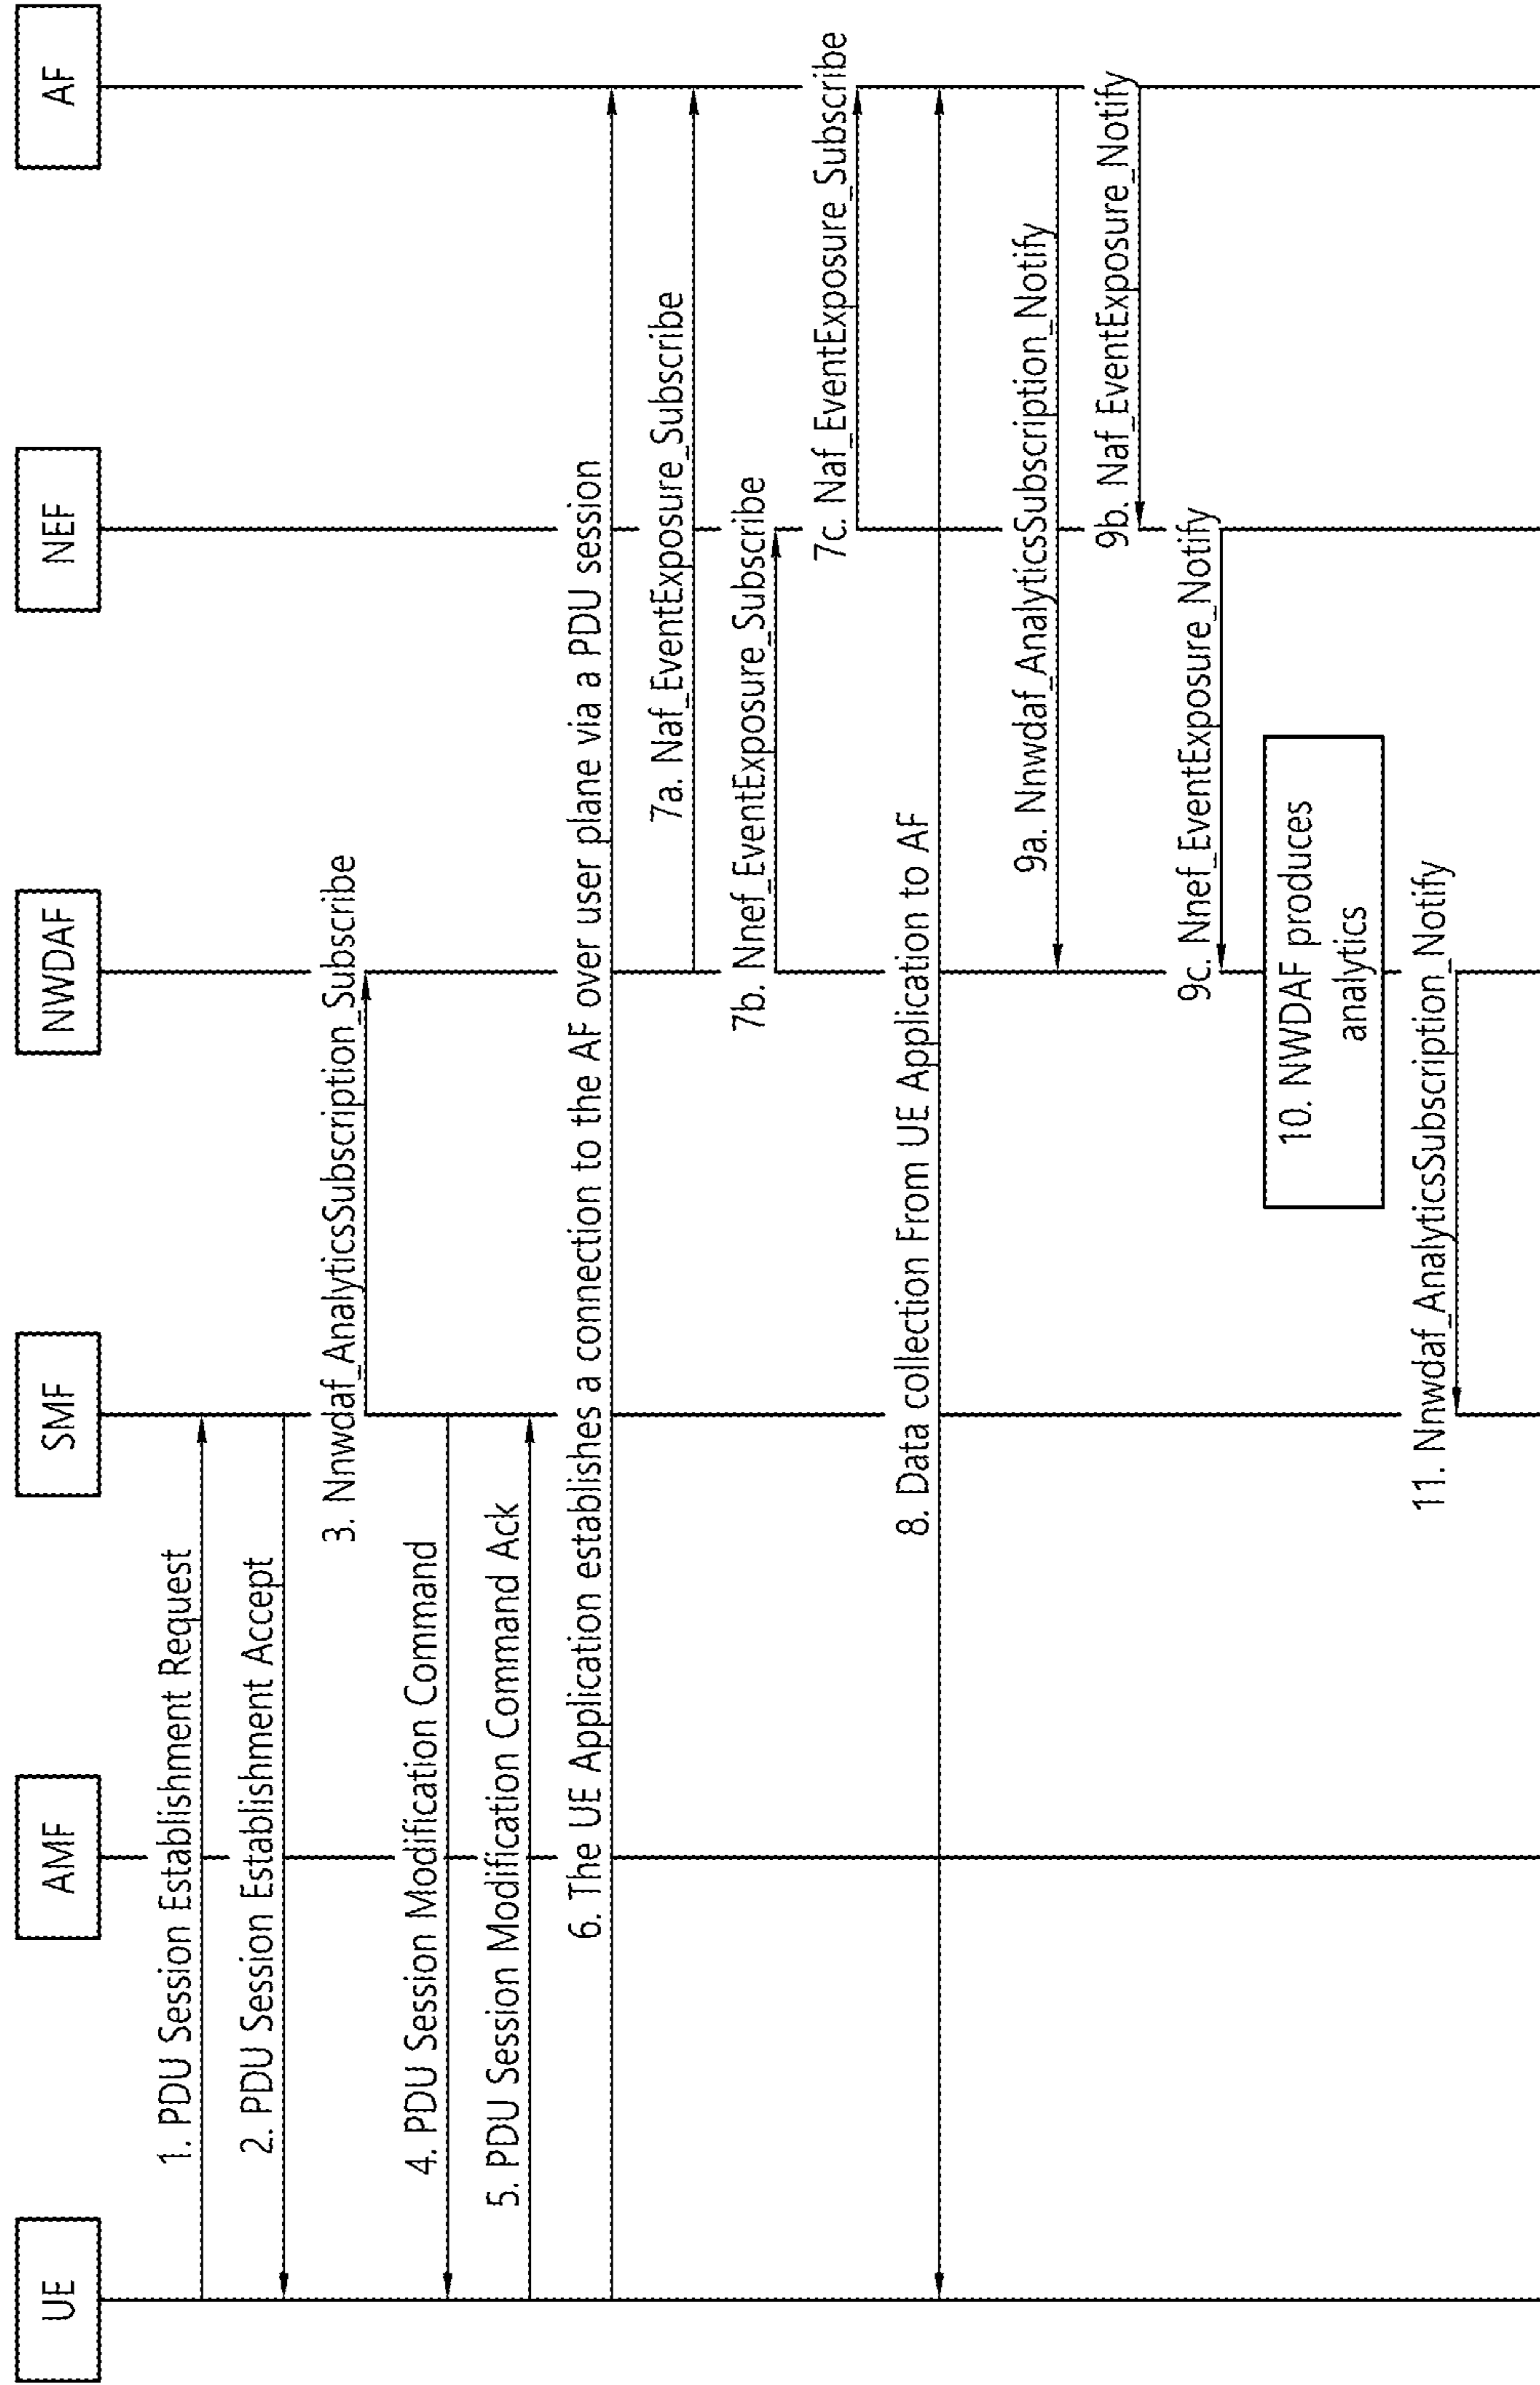 UE
AMF
SMF
NWDAF
NEF
AF
1. PDU Session Establishment Request
2. PDU Session Establishment Accept
3. Nnwdaf_AnalyticsSubscription_Subscribe
4. PDU Session Modification Command
5. PDU Session Modification Command Ack
6. The UE Application establishes a connection to the AF over user plane via a PDU session
7a. Naf_EventExposure_Subscribe
7b. Nnef_EventExposure_Subscribe
7c. Naf_EventExposure_Subscribe
8. Data collection From UE Application to AF
9a. Nnwdaf_AnalyticsSubscription_Notify
9b. Naf_EventExposure_Notify
9c. Nnef_EventExposure_Notify
10. NWDAF produces
analytics
11. Nnwdaf_AnalyticsSubscription_Notify